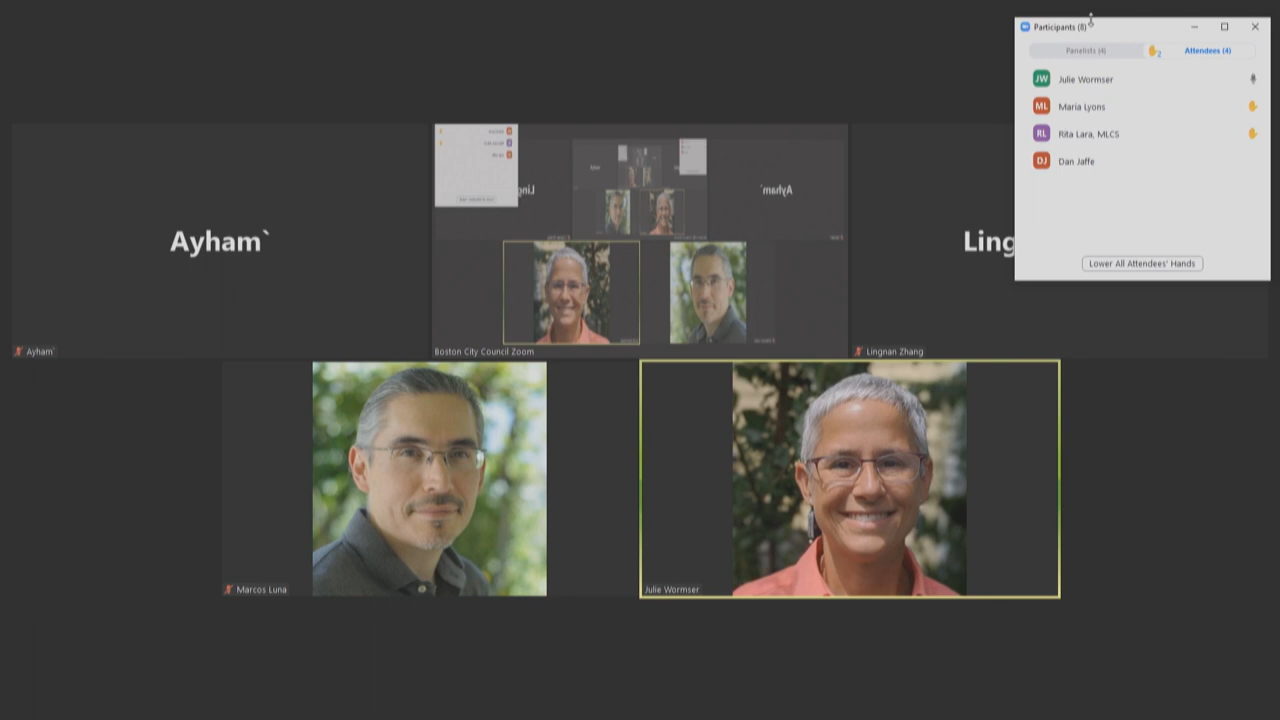 Participants (8)
Panelists (4)
2
Attendees (4)
JW Julie Wormser
ML Maria Lyons
RL Rita Lara, MLCS
DJ Dan Jaffe
Lower All Attendees' Hands
Ayham`
Ayham`
Ling
Ayham`
Boston City Council Zoom
Lingnan Zhang
Marcos Luna
Julie Wormser